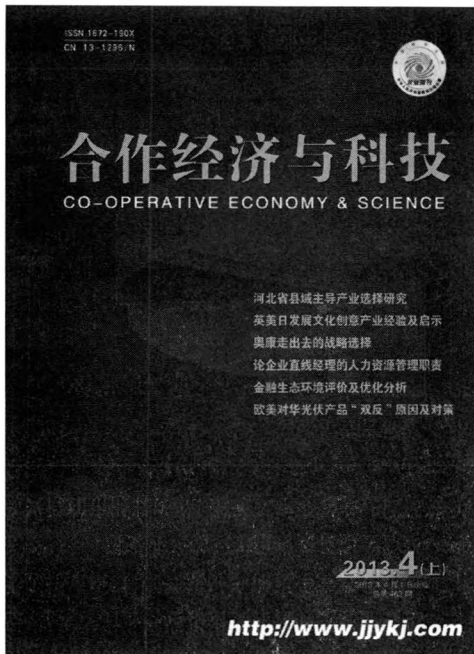 ISSN 1672-190X
CN 13-1296/N
合作经济与科技
CO-OPERATIVE ECONOMY & SCIENCE
河北省县域主导产业选择研究
英美日发展文化创意产业经验及启示
奥康走出去的战略选择
论企业直线经理的人力资源管理职责
金融生态环境评价及优化分析
欧美对华光伏产品“双反”原因及对策
2013.4(上)
http://www.jjykj.com